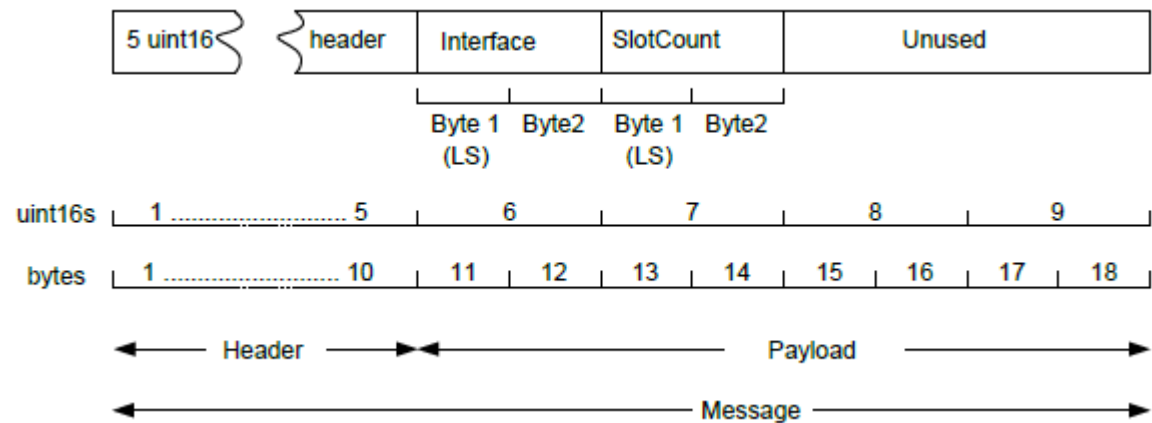 5 uint16 header Interface SlotCount Unused
Byte 1 Byte2 Byte 1 Byte2
(LS) (LS)
uint16s 1 5 6 7 8 9
bytes 1 10 11 12 13 14 15 16 17 18
Header Payload
Message